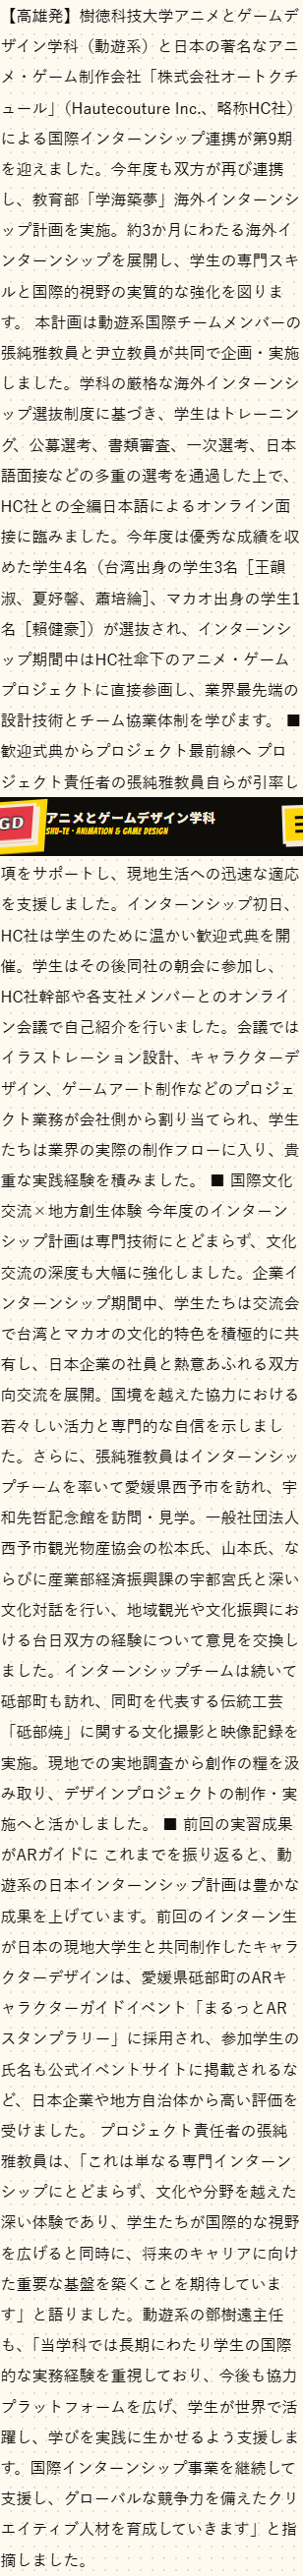 【高雄発】樹徳科技大学アニメとゲームデ
ザイン学科（動遊系）と日本の著名なアニ
メ・ゲーム制作会社「株式会社オートクチ
ュール」（Hautecouture Inc.、略称HC社）
による国際インターンシップ連携が第9期
を迎えました。今年度も双方が再び連携
し、教育部「学海築夢」海外インターンシ
ップ計画を実施。約3か月にわたる海外イ
ンターンシップを展開し、学生の専門スキ
ルと国際的視野の実質的な強化を図りま
す。 本計画は動遊系国際チームメンバーの
張純雅教員と尹立教員が共同で企画・実施
しました。学科の厳格な海外インターンシ
ップ選抜制度に基づき、学生はトレーニン
グ、公募選考、書類審査、一次選考、日本
語面接などの多重の選考を通過した上で、
HC社との全編日本語によるオンライン面
接に臨みました。今年度は優秀な成績を収
めた学生4名（台湾出身の学生3名［王韻
淑、夏妤馨、蕭培綸］、マカオ出身の学生1
名［賴健豪］）が選抜され、インターンシ
ップ期間中はHC社傘下のアニメ・ゲーム
プロジェクトに直接参画し、業界最先端の
設計技術とチーム協業体制を学びます。 ■
歓迎式典からプロジェクト最前線へ プロ
ジェクト責任者の張純雅教員自らが引率し
GD
アニメとゲームデザイン学科
SHU-TE・ANIMATION & GAME DESIGN
項をサポートし、現地生活への迅速な適応
を支援しました。インターンシップ初日、
HC社は学生のために温かい歓迎式典を開
催。学生はその後同社の朝会に参加し、
HC社幹部や各支社メンバーとのオンライ
ン会議で自己紹介を行いました。会議では
イラストレーション設計、キャラクターデ
ザイン、ゲームアート制作などのプロジェ
クト業務が会社側から割り当てられ、学生
たちは業界の実際の制作フローに入り、貴
重な実践経験を積みました。 ■ 国際文化
交流×地方創生体験 今年度のインターン
シップ計画は専門技術にとどまらず、文化
交流の深度も大幅に強化しました。企業イ
ンターンシップ期間中、学生たちは交流会
で台湾とマカオの文化的特色を積極的に共
有し、日本企業の社員と熱意あふれる双方
向交流を展開。国境を越えた協力における
若々しい活力と専門的な自信を示しまし
た。さらに、張純雅教員はインターンシッ
プチームを率いて愛媛県西予市を訪れ、宇
和先哲記念館を訪問・見学。一般社団法人
西予市観光物産協会の松本氏、山本氏、な
らびに産業部経済振興課の宇都宮氏と深い
文化対話を行い、地域観光や文化振興にお
ける台日双方の経験について意見を交換し
ました。インターンシップチームは続いて
砥部町も訪れ、同町を代表する伝統工芸
「砥部焼」に関する文化撮影と映像記録を
実施。現地での実地調査から創作の糧を汲
み取り、デザインプロジェクトの制作・実
施へと活かしました。 ■ 前回の実習成果
がARガイドに これまでを振り返ると、動
遊系の日本インターンシップ計画は豊かな
成果を上げています。前回のインターン生
が日本の現地大学生と共同制作したキャラ
クターデザインは、愛媛県砥部町のARキ
ャラクターガイドイベント「まるっとAR
スタンプラリー」に採用され、参加学生の
氏名も公式イベントサイトに掲載されるな
ど、日本企業や地方自治体から高い評価を
受けました。 プロジェクト責任者の張純
雅教員は、「これは単なる専門インターン
シップにとどまらず、文化や分野を越えた
深い体験であり、学生たちが国際的な視野
を広げると同時に、将来のキャリアに向け
た重要な基盤を築くことを期待していま
す」と語りました。動遊系の鄧樹遠主任
も、「当学科では長期にわたり学生の国際
的な実務経験を重視しており、今後も協力
プラットフォームを広げ、学生が世界で活
躍し、学びを実践に生かせるよう支援しま
す。国際インターンシップ事業を継続して
支援し、グローバルな競争力を備えたクリ
エイティブ人材を育成していきます」と指
摘しました。